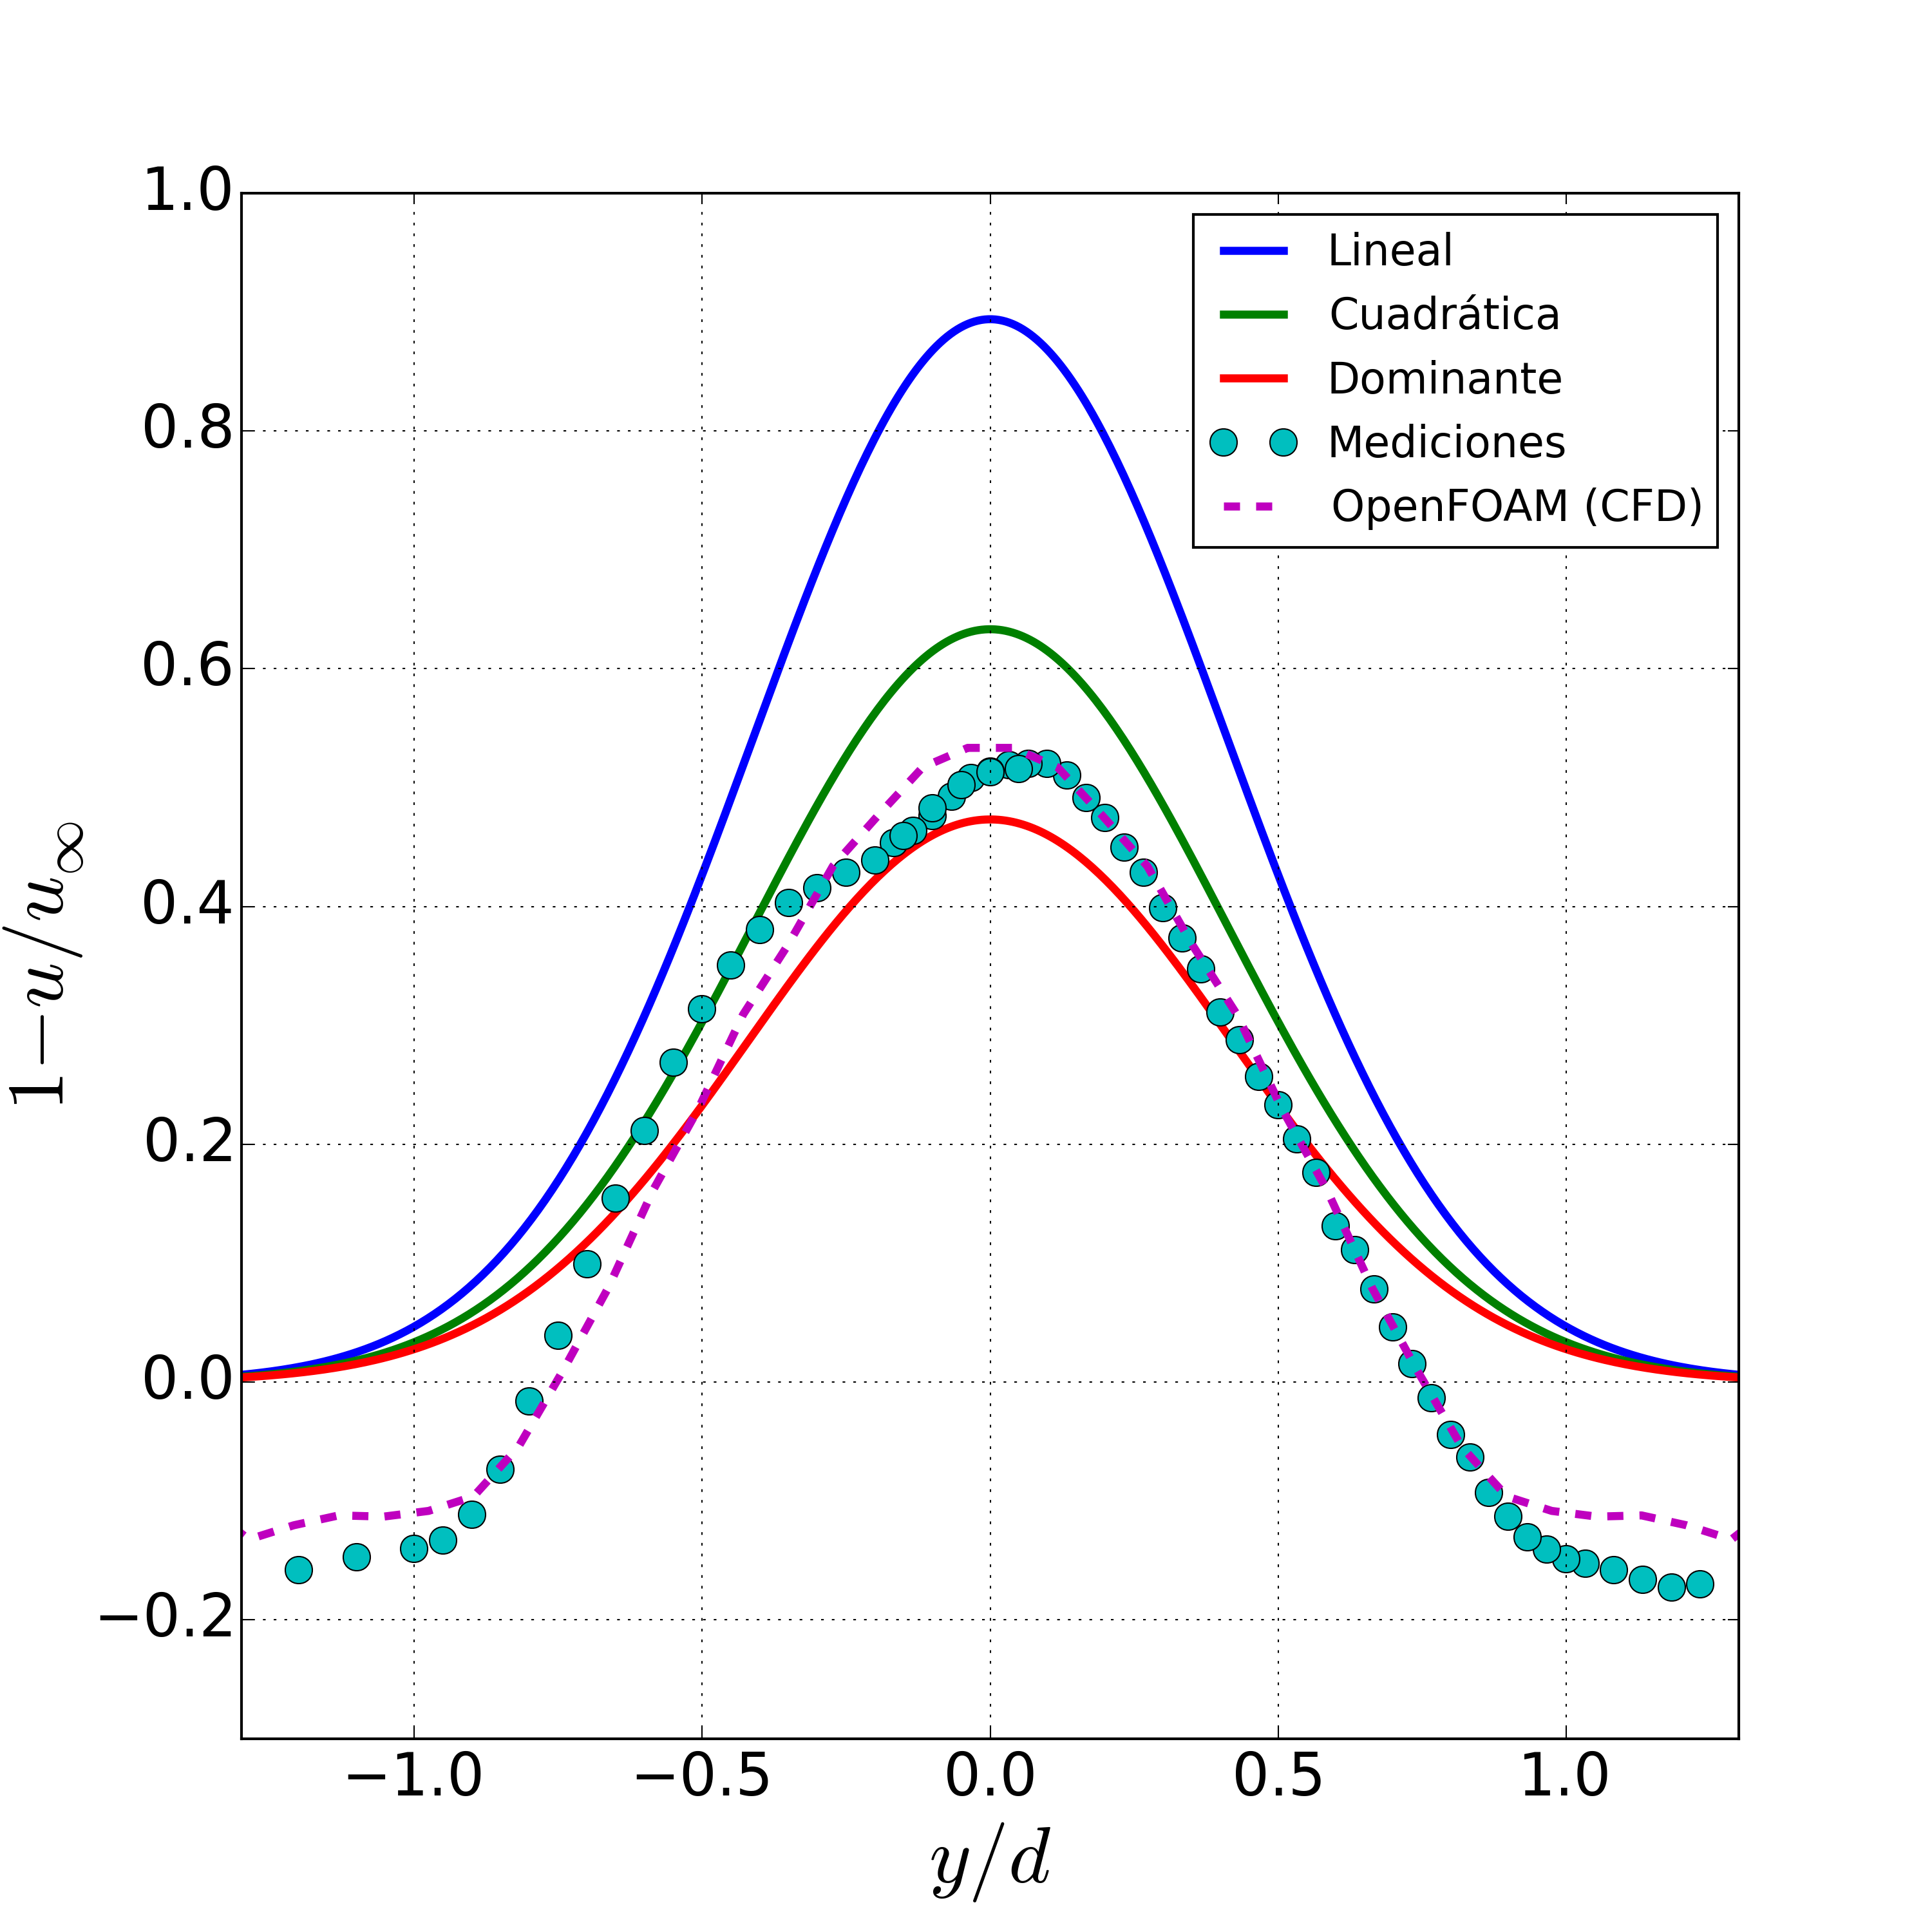 1.0
0.8
0.6
0.4
0.2
0.0
−0.2
1−u/u∞
Lineal
Cuadrática
Dominante
Mediciones
OpenFOAM (CFD)
−1.0 −0.5 0.0 0.5 1.0
y/d